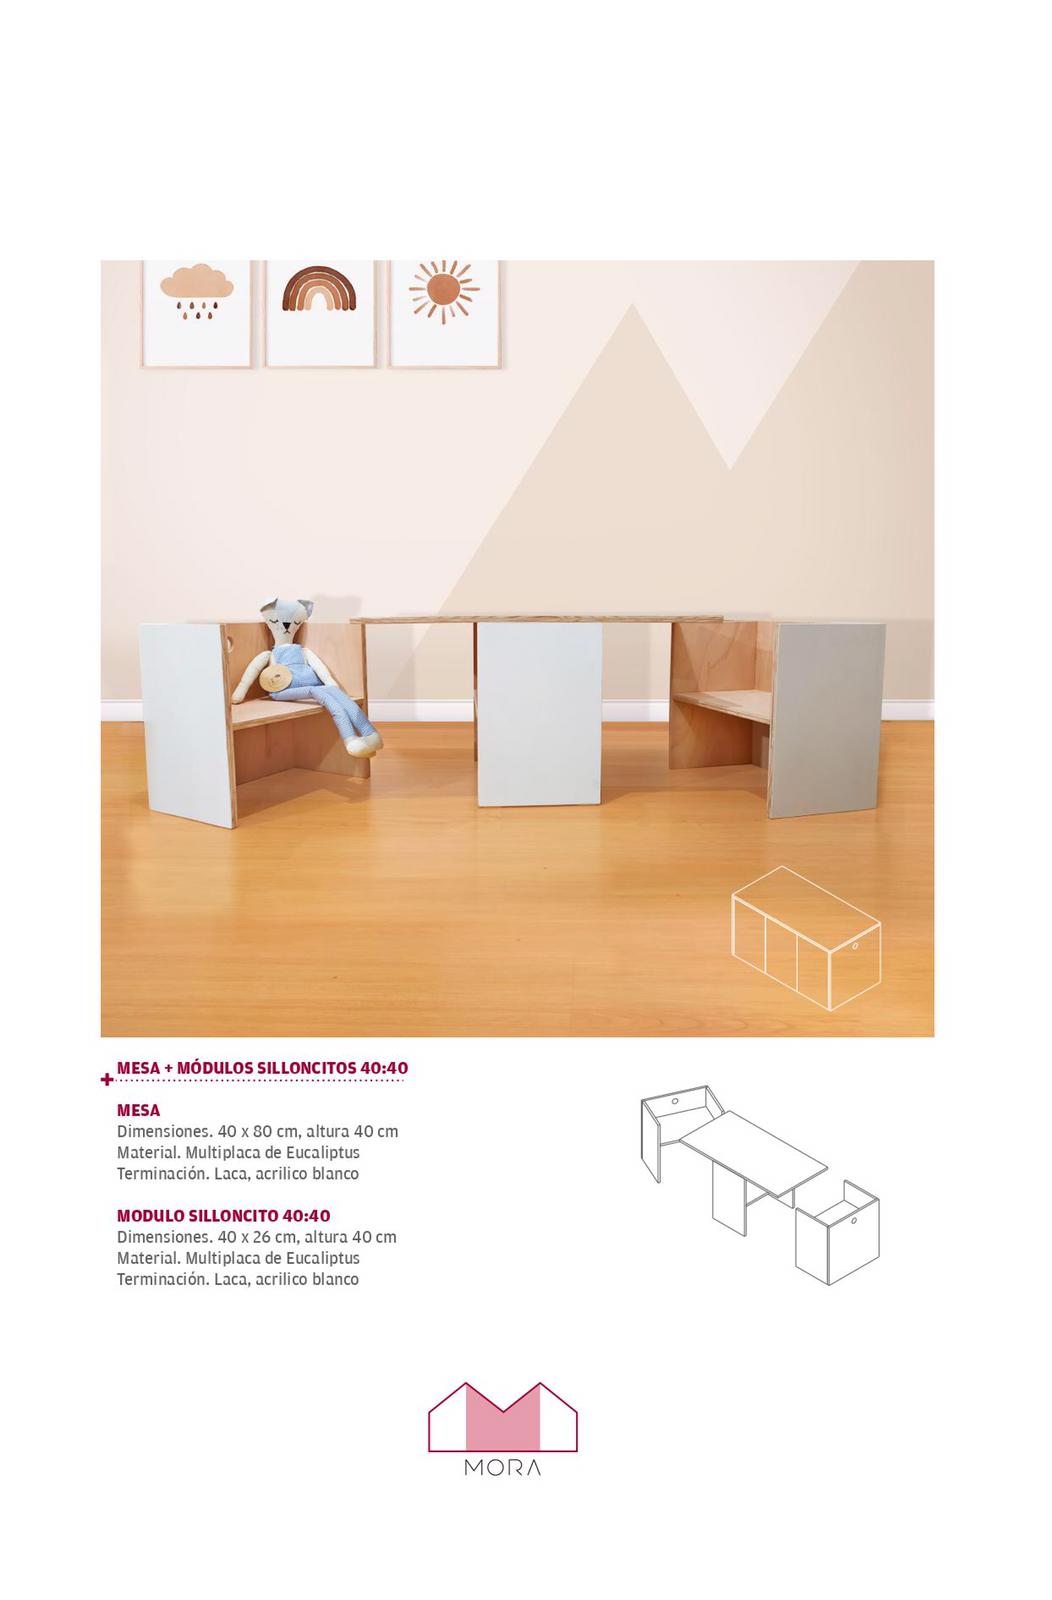 MESA + MÓDULOS SILLONCITOS 40:40
MESA
Dimensiones. 40 x 80 cm, altura 40 cm
Material. Multiplaca de Eucaliptus
Terminación. Laca, acrilico blanco
MODULO SILLONCITO 40:40
Dimensiones. 40 x 26 cm, altura 40 cm
Material. Multiplaca de Eucaliptus
Terminación. Laca, acrilico blanco
MORA